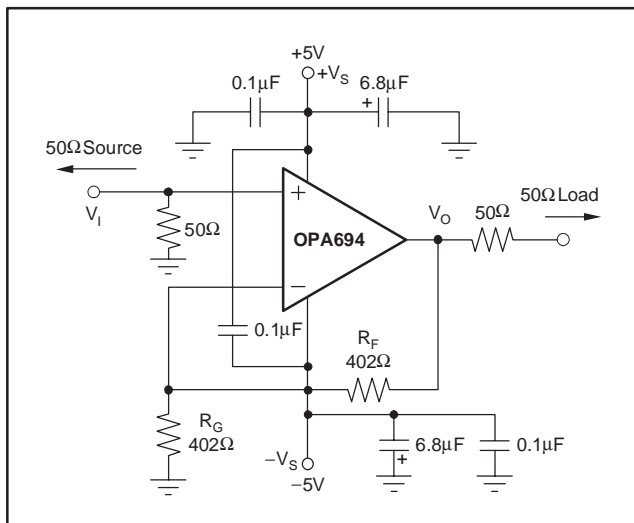 +5V
+V_S
0.1μF
6.8μF
+
50Ω Source
V_I
50Ω
+
−
OPA694
V_O
50Ω
50Ω Load
0.1μF
R_F
402Ω
R_G
402Ω
−V_S
−5V
6.8μF
+
0.1μF